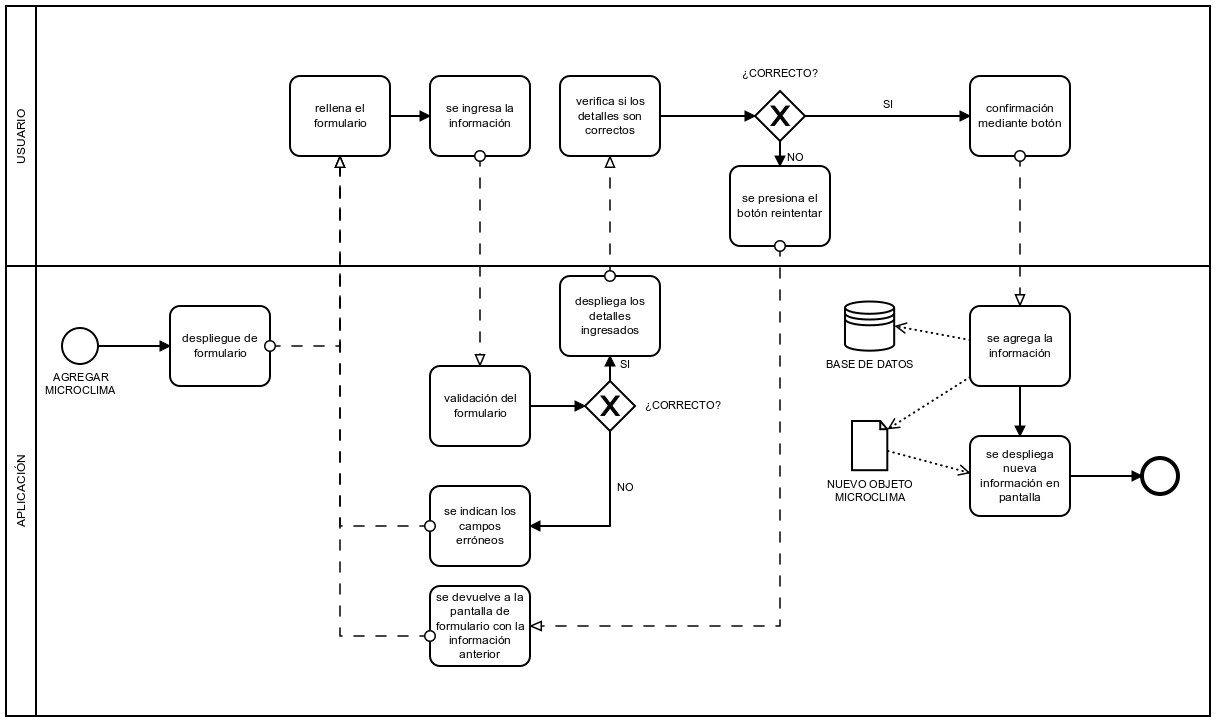 USUARIO
rellena el
formulario
se ingresa la
información
verifica si los
detalles son
correctos
¿CORRECTO?
SI
NO
confirmación
mediante botón
se presiona el
botón reintentar
APLICACIÓN
AGREGAR
MICROCLIMA
despliegue de
formulario
despliega los
detalles
ingresados
SI
validación del
formulario
¿CORRECTO?
NO
se indican los
campos
erróneos
se devuelve a la
pantalla de
formulario con la
información
anterior
BASE DE DATOS
se agrega la
información
NUEVO OBJETO
MICROCLIMA
se despliega
nueva
información en
pantalla